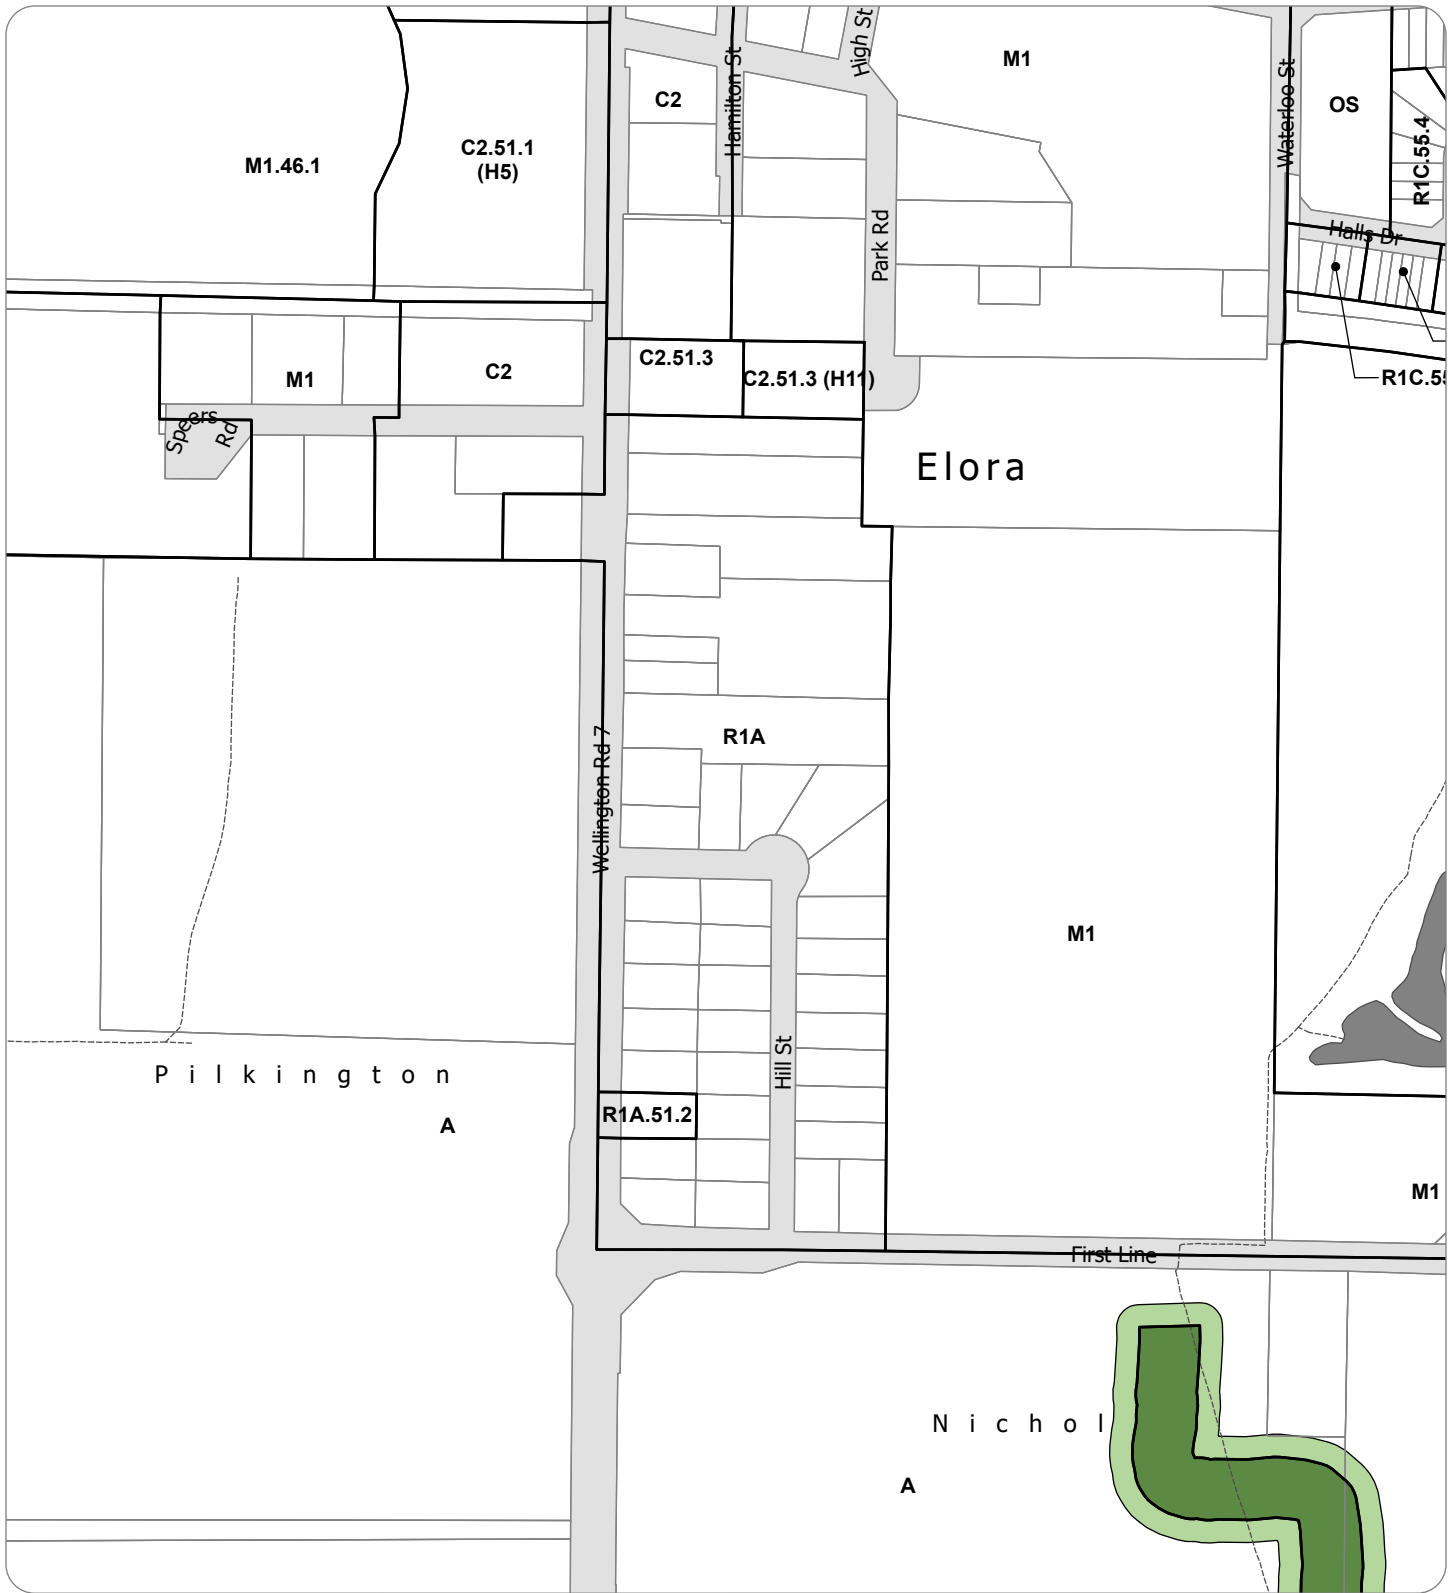 High St
M1
Hamilton St
C2
Waterloo St
OS
R1C.55.4
C2.51.1
(H5)
M1.46.1
Park Rd
Halls Dr
C2.51.3
C2.51.3 (H11)
C2
M1
R1C.55
Speers Rd
Elora
R1A
Wellington Rd 7
M1
Hill St
Pilkington
A
R1A.51.2
M1
First Line
Nichol
A